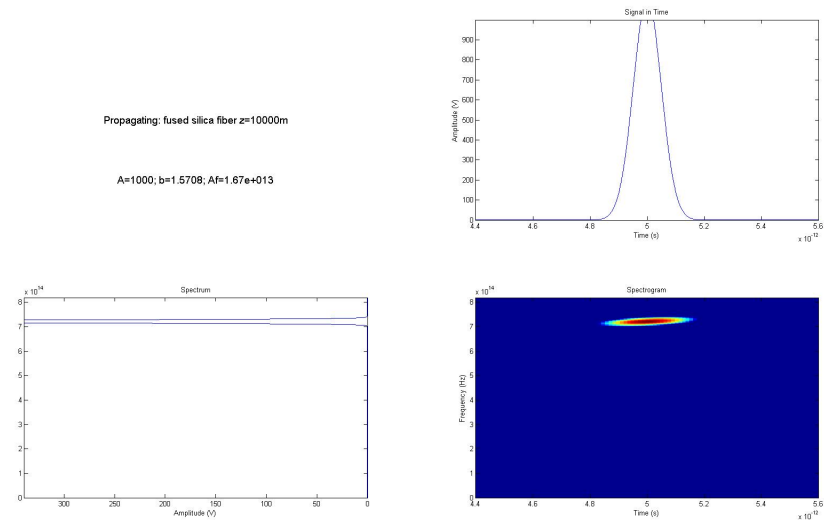 Signal in Time
900
800
700
600
500
400
300
200
100
0
Amplitude (V)
4.4 4.6 4.8 5 5.2 5.4 5.6
Time (s)
x 10^-12
Propagating: fused silica fiber z=10000m
A=1000; b=1.5708; Af=1.67e+013
Spectrum
x 10^14
8
7
6
5
4
3
2
1
0
300 250 200 150 100 50 0
Amplitude (V)
Spectrogram
x 10^14
8
7
6
5
4
3
2
1
0
Frequency (Hz)
4.4 4.6 4.8 5 5.2 5.4 5.6
Time (s)
x 10^-12